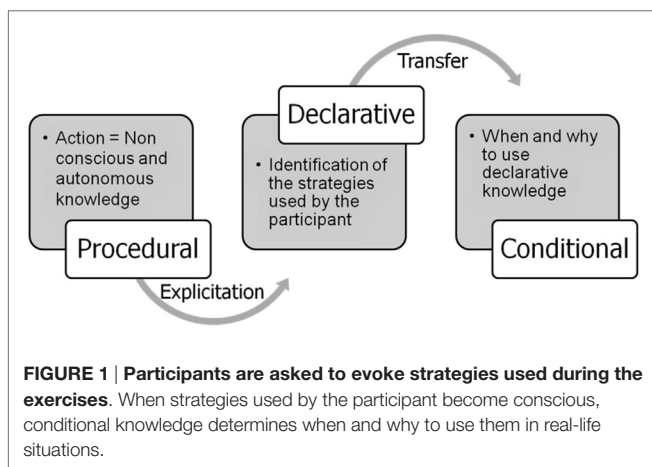 Transfer
Declarative
• Action = Non
conscious and
autonomous
knowledge
Procedural
Explicitation
• Identification of
the strategies
used by the
participant
• When and why
to use
declarative
knowledge
Conditional
FIGURE 1 | Participants are asked to evoke strategies used during the
exercises. When strategies used by the participant become conscious,
conditional knowledge determines when and why to use them in real-life
situations.